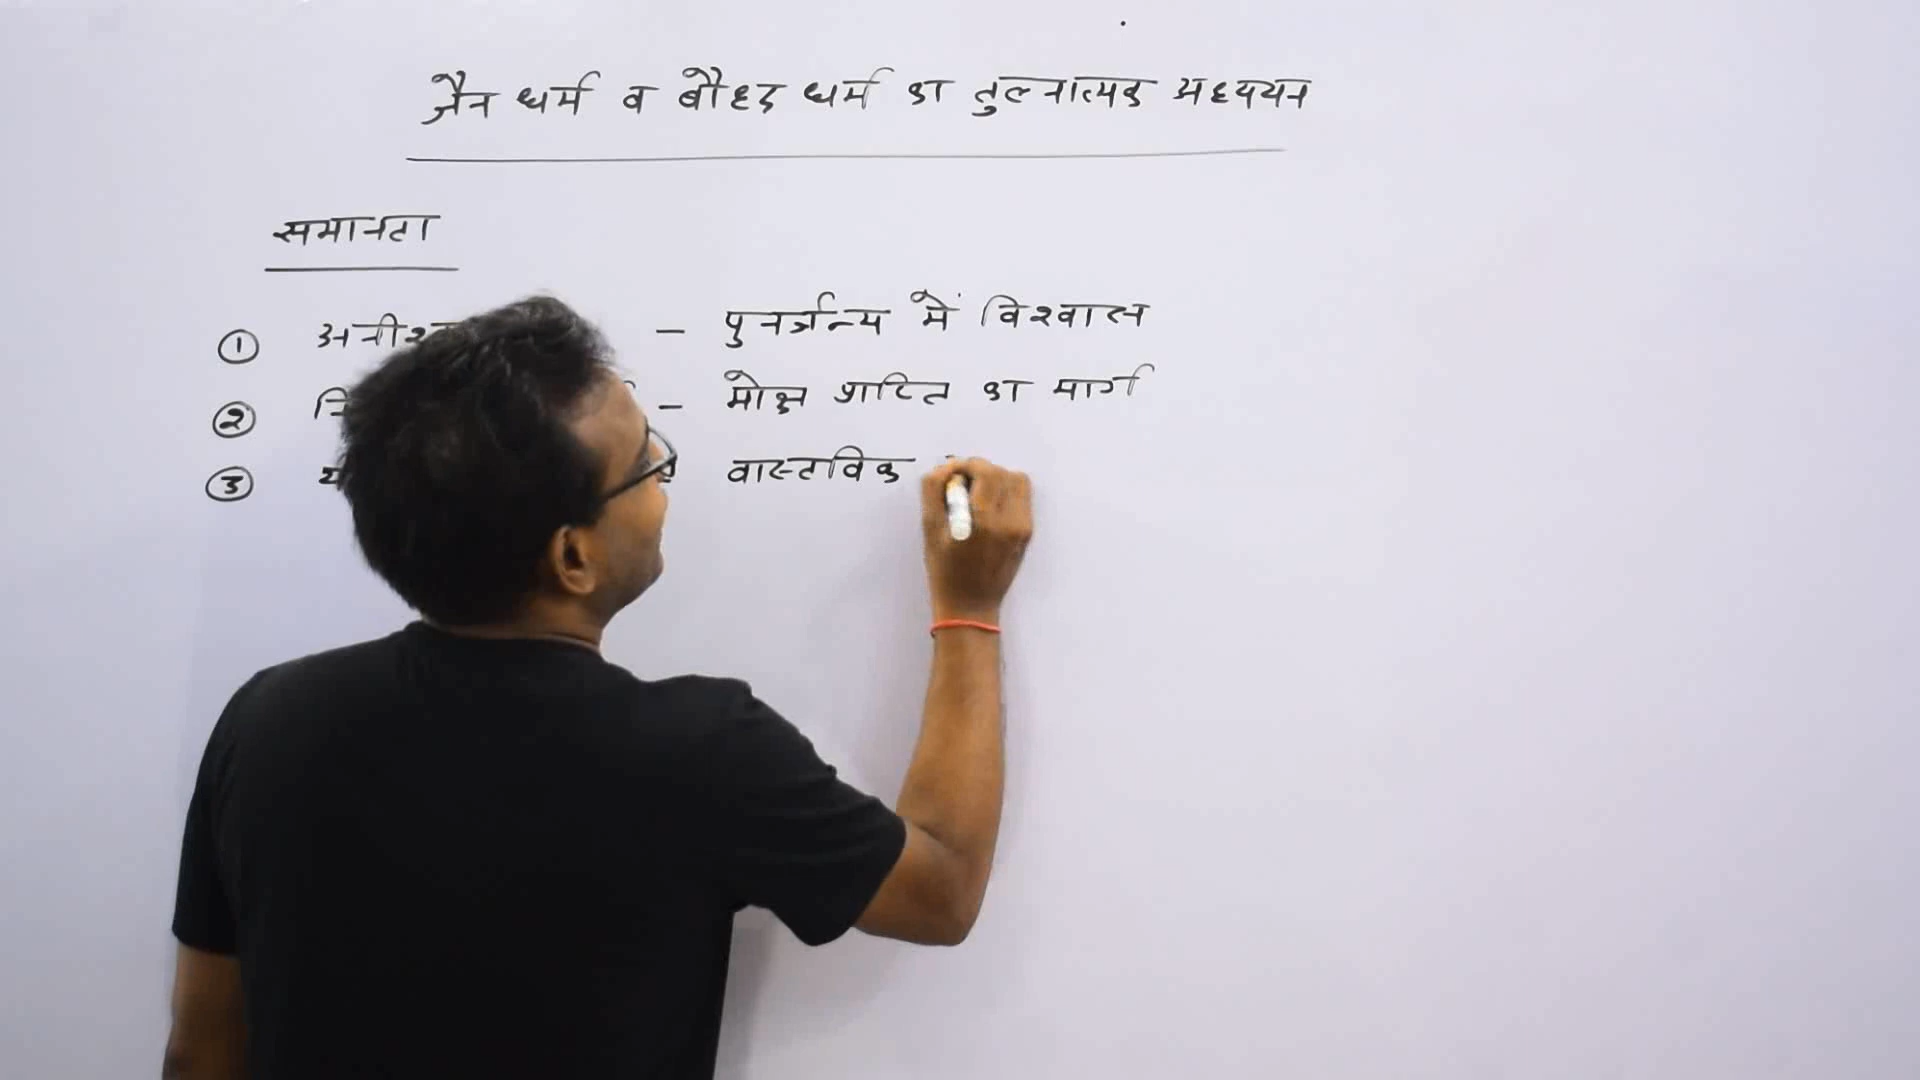 जैन धर्म व बौद्ध धर्म का तुलनात्मक अध्ययन
समानता
① - पुनर्जन्म में विश्वास
② - मोक्ष प्राप्ति का मार्ग
③ वास्तविक